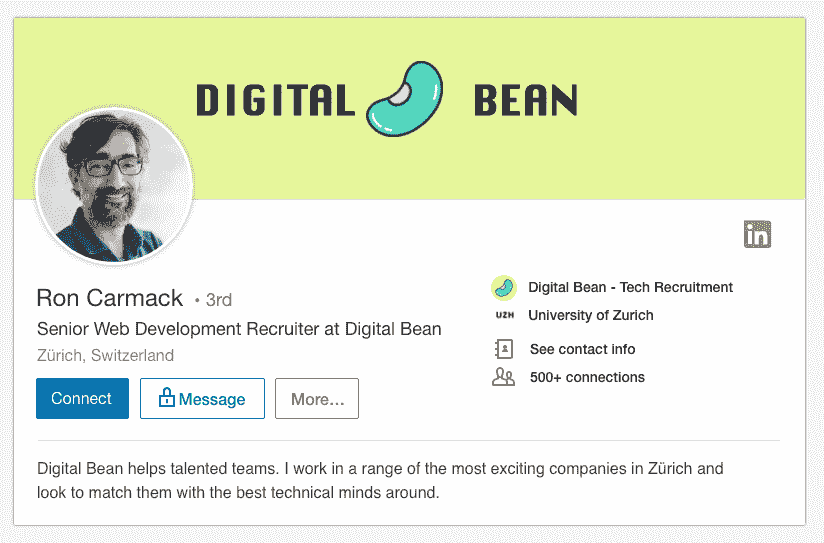 DIGITAL BEAN
in
Ron Carmack • 3rd
Senior Web Development Recruiter at Digital Bean
Zürich, Switzerland
Connect
Message
More...
Digital Bean - Tech Recruitment
UZH University of Zurich
See contact info
500+ connections
Digital Bean helps talented teams. I work in a range of the most exciting companies in Zürich and
look to match them with the best technical minds around.